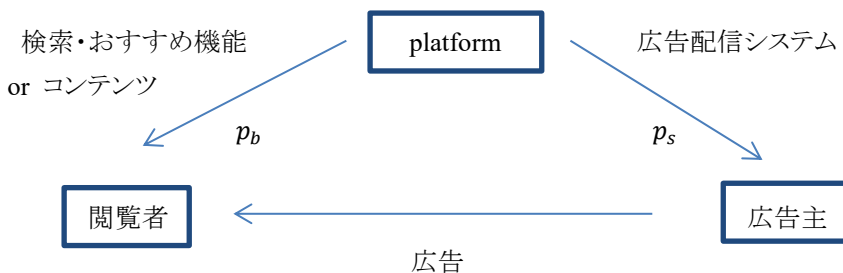 検索・おすすめ機能
or コンテンツ
platform
広告配信システム
p_b
p_s
閲覧者
広告主
広告